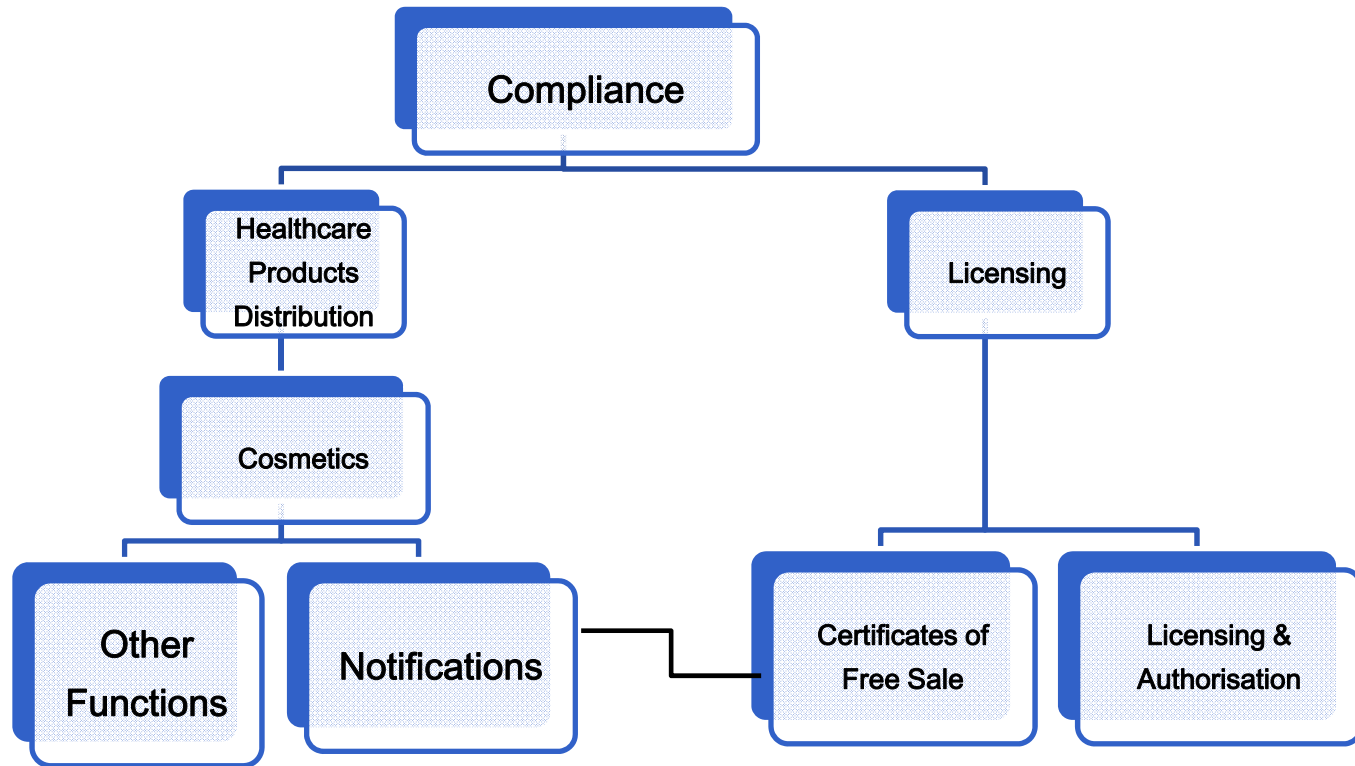 Compliance
Healthcare
Products
Distribution
Licensing
Cosmetics
Other
Functions
Notifications
Certificates of
Free Sale
Licensing &
Authorisation